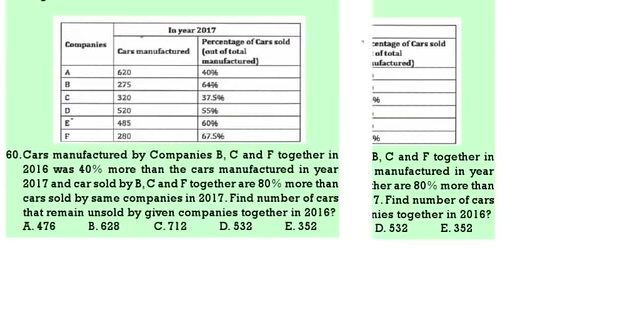 In year 2017
Companies
Cars manufactured
Percentage of Cars sold
(out of total
manufactured)
A 620 40%
B 275 64%
C 320 37.5%
D 520 55%
E 485 60%
F 280 67.5%
60. Cars manufactured by Companies B, C and F together in
2016 was 40% more than the cars manufactured in year
2017 and car sold by B, C and F together are 80% more than
cars sold by same companies in 2017. Find number of cars
that remain unsold by given companies together in 2016?
A. 476 B. 628 C. 712 D. 532 E. 352
centage of Cars sold
of total
ufactured)
%
%
B, C and F together in
manufactured in year
her are 80% more than
7. Find number of cars
nies together in 2016?
D. 532 E. 352